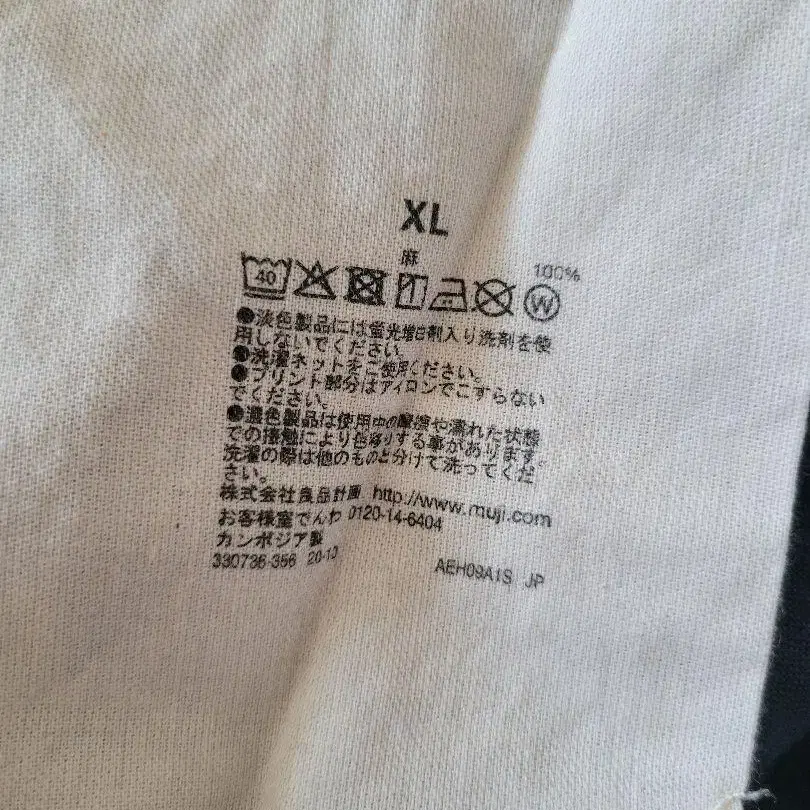 XL
麻 100%
40 W
●淡色製品には蛍光増白剤入り洗剤を使
用しないでください。
●洗濯ネットをご使用ください。
●プリント部分はアイロンでこすらない
でください。
●濃色製品は使用中の摩擦や濡れた状態
での接触により色移りする事があります。
洗濯の際は他のものと分けて洗ってくだ
さい。
株式会社良品計画 http://www.muji.com
お客様室でんわ 0120-14-6404
カンボジア製
330736-356 20-10 AEH09A1S JP